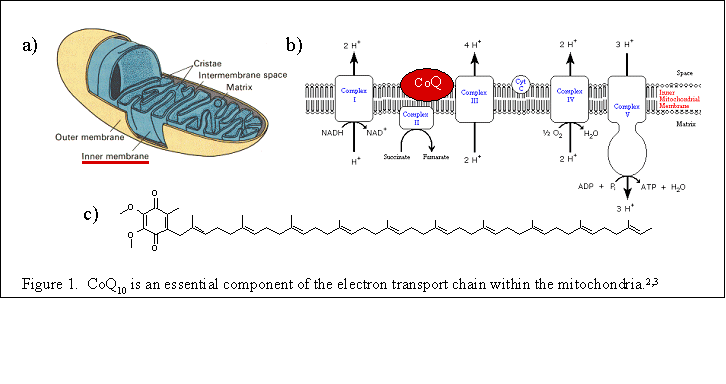 a)
Cristae
Intermembrane space
Matrix
Outer membrane
Inner membrane
b)
2 H⁺
4 H⁺
2 H⁺
3 H⁺
CoQ
Cyt
C
Space
Complex
I
Complex
II
Complex
III
Complex
IV
Complex
V
Inner
Mitochondrial
Membrane
Matrix
NADH
NAD⁺
Succinate
Fumarate
½ O₂
H₂O
H⁺
2 H⁺
2 H⁺
ADP + Pᵢ
ATP + H₂O
3 H⁺
c)
O
O
O
O
Figure 1. CoQ₁₀ is an essential component of the electron transport chain within the mitochondria.²,³